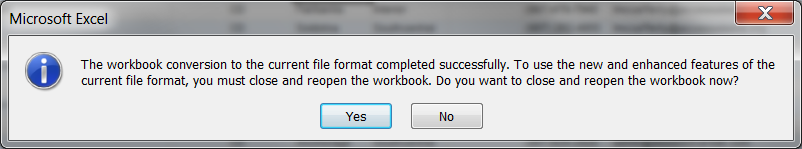 Microsoft Excel
The workbook conversion to the current file format completed successfully. To use the new and enhanced features of the
current file format, you must close and reopen the workbook. Do you want to close and reopen the workbook now?
Yes
No